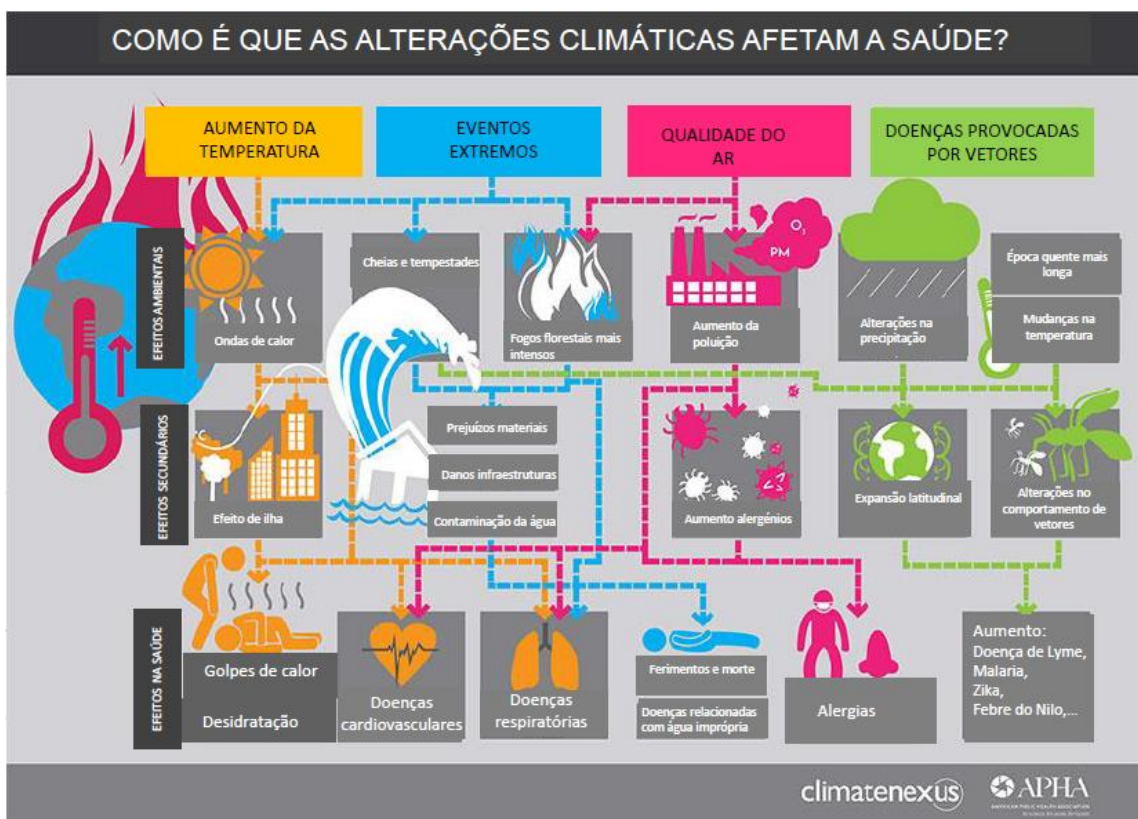 COMO É QUE AS ALTERAÇÕES CLIMÁTICAS AFETAM A SAÚDE?
AUMENTO DA
TEMPERATURA
EVENTOS
EXTREMOS
QUALIDADE DO
AR
DOENÇAS PROVOCADAS
POR VETORES
EFEITOS AMBIENTAIS
Ondas de calor
Cheias e tempestades
Fogos florestais mais
intensos
O3
PM
Aumento da
poluição
Alterações na
precipitação
Época quente mais
longa
Mudanças na
temperatura
EFEITOS SECUNDÁRIOS
Efeito de ilha
Prejuízos materiais
Danos infraestruturas
Contaminação da água
Aumento alergénios
Expansão latitudinal
Alterações no
comportamento de
vetores
EFEITOS NA SAÚDE
Golpes de calor
Desidratação
Doenças
cardiovasculares
Doenças
respiratórias
Ferimentos e morte
Doenças relacionadas
com água imprópria
Alergias
Aumento:
Doença de Lyme,
Malaria,
Zika,
Febre do Nilo,...
climatenexus
APHA
AMERICAN PUBLIC HEALTH ASSOCIATION